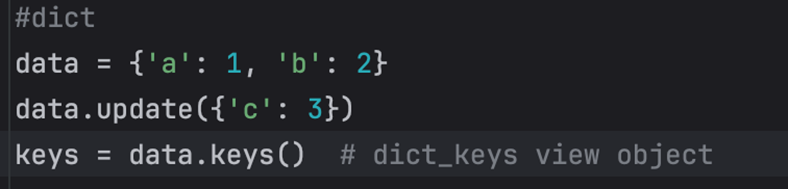 #dict
data = {'a': 1, 'b': 2}
data.update({'c': 3})
keys = data.keys()  # dict_keys view object